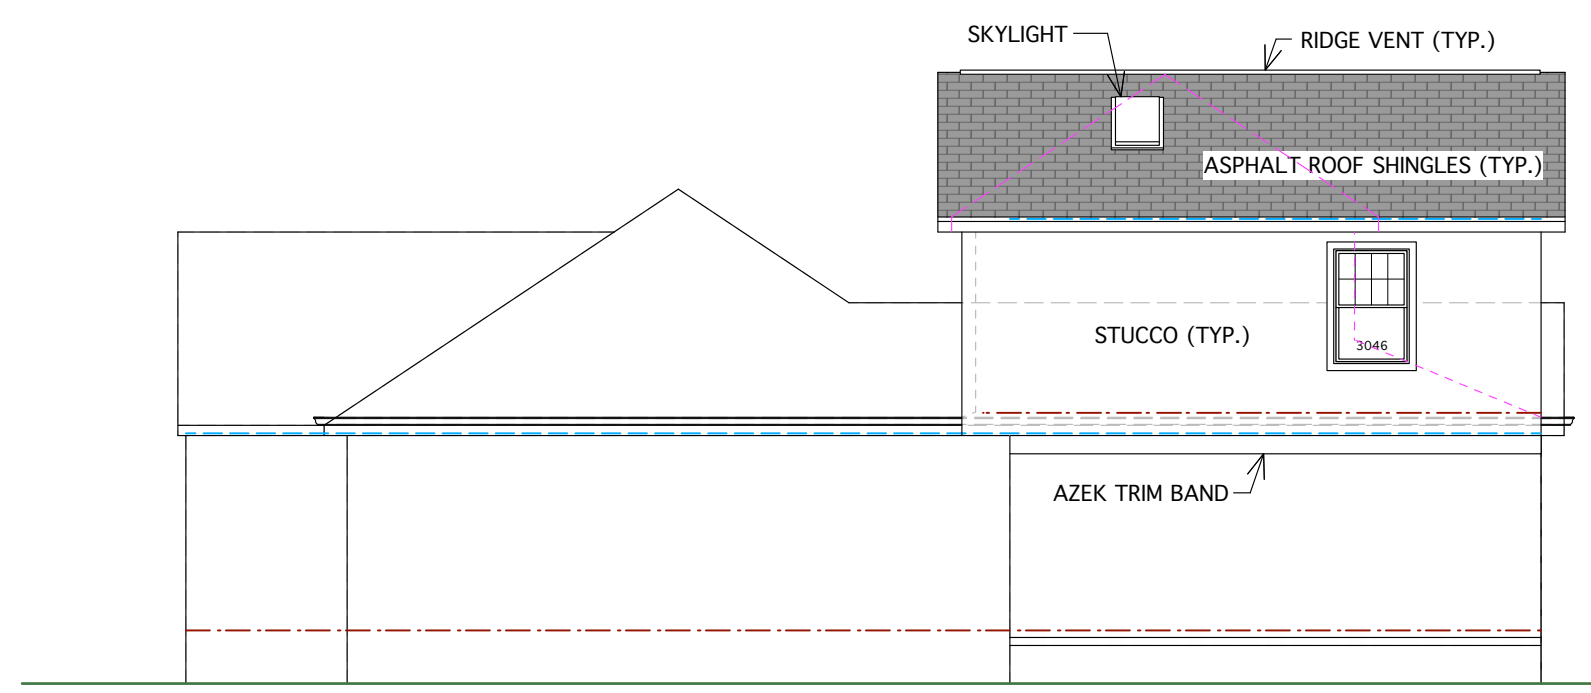 SKYLIGHT
RIDGE VENT (TYP.)
ASPHALT ROOF SHINGLES (TYP.)
STUCCO (TYP.)
3046
AZEK TRIM BAND